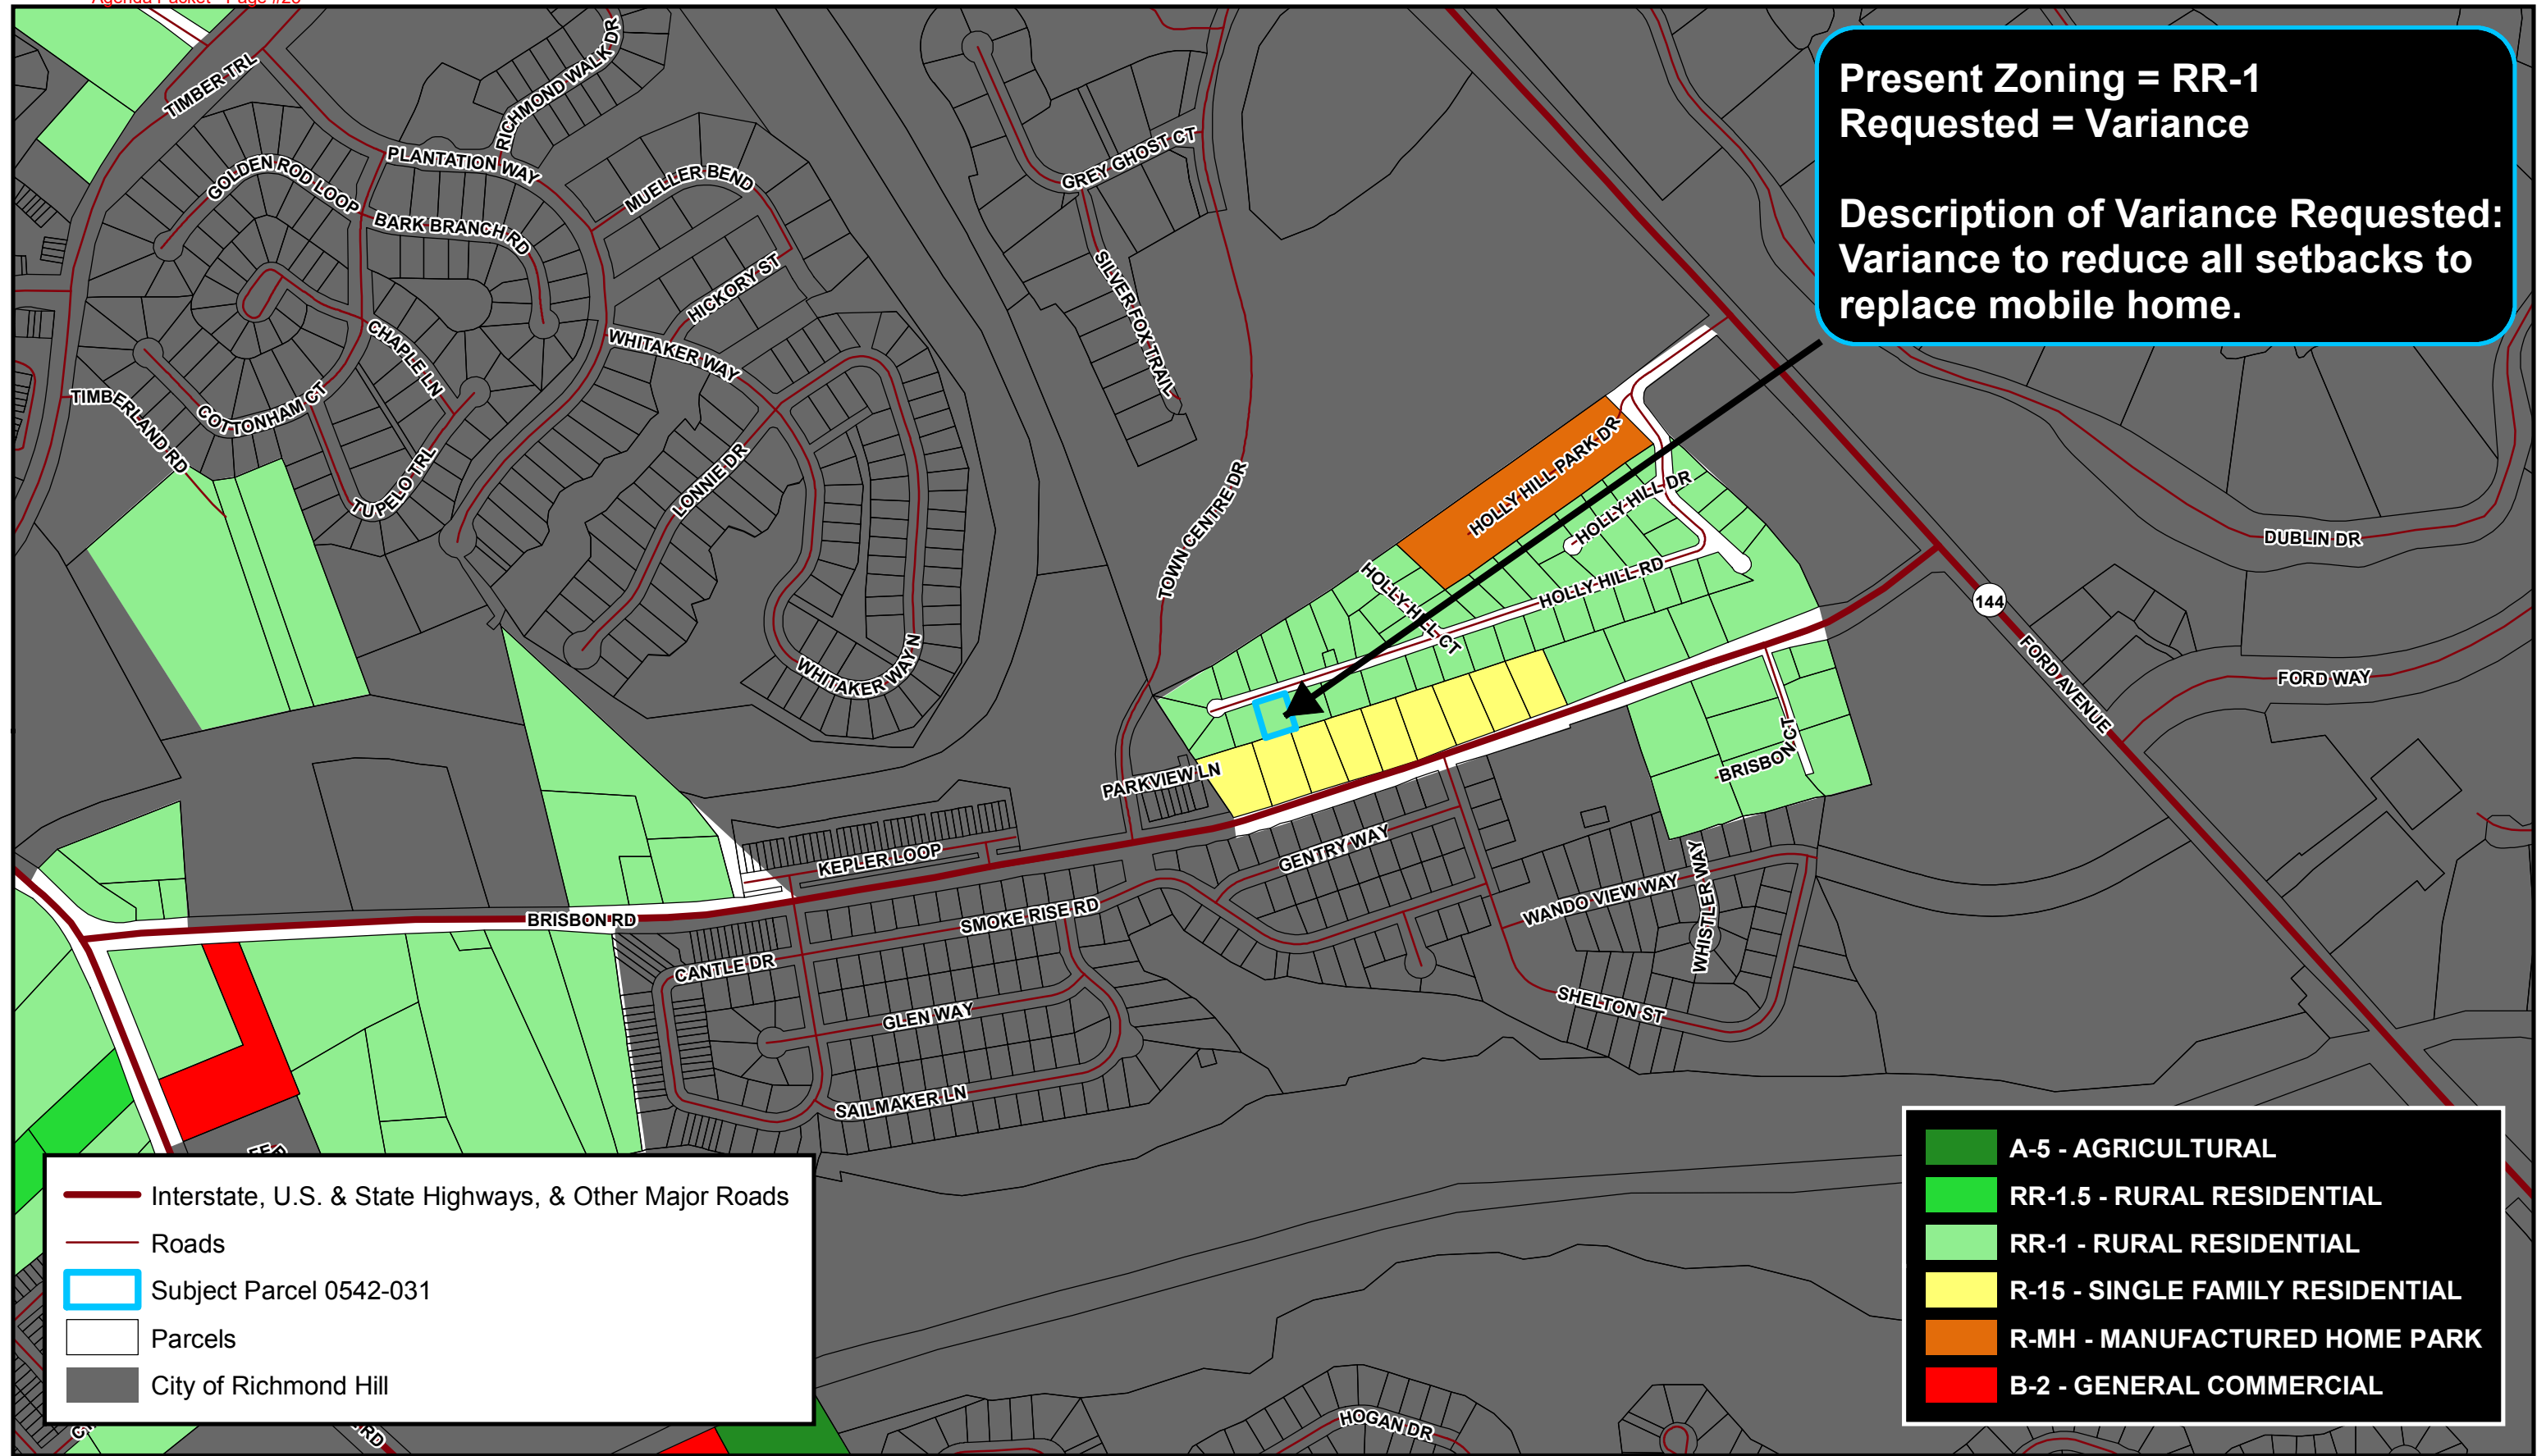 Agenda Packet - Page #25
Present Zoning = RR-1
Requested = Variance
Description of Variance Requested:
Variance to reduce all setbacks to
replace mobile home.
TIMBER TRL
RICHMOND WALK DR
PLANTATION WAY
GOLDEN ROD LOOP
BARK BRANCH RD
MUELLER BEND
HICKORY ST
GREY GHOST CT
SILVER FOX TRAIL
WHITAKER WAY
CHAPLE LN
TIMBERLAND RD
COTTONHAM CT
TUPELO TRL
LONNIE DR
TOWN CENTRE DR
WHITAKER WAY N
HOLLY HILL PARK DR
HOLLY HILL DR
HOLLY HILL RD
HOLLY HILL CT
DUBLIN DR
144
FORD AVENUE
FORD WAY
BRISBON CT
PARKVIEW LN
KEPLER LOOP
GENTRY WAY
BRISBON RD
SMOKE RISE RD
WANDO VIEW WAY
WHISTLER WAY
CANTLE DR
GLEN WAY
SHELTON ST
SAILMAKER LN
HOGAN DR
RD
Interstate, U.S. & State Highways, & Other Major Roads
Roads
Subject Parcel 0542-031
Parcels
City of Richmond Hill
A-5 - AGRICULTURAL
RR-1.5 - RURAL RESIDENTIAL
RR-1 - RURAL RESIDENTIAL
R-15 - SINGLE FAMILY RESIDENTIAL
R-MH - MANUFACTURED HOME PARK
B-2 - GENERAL COMMERCIAL